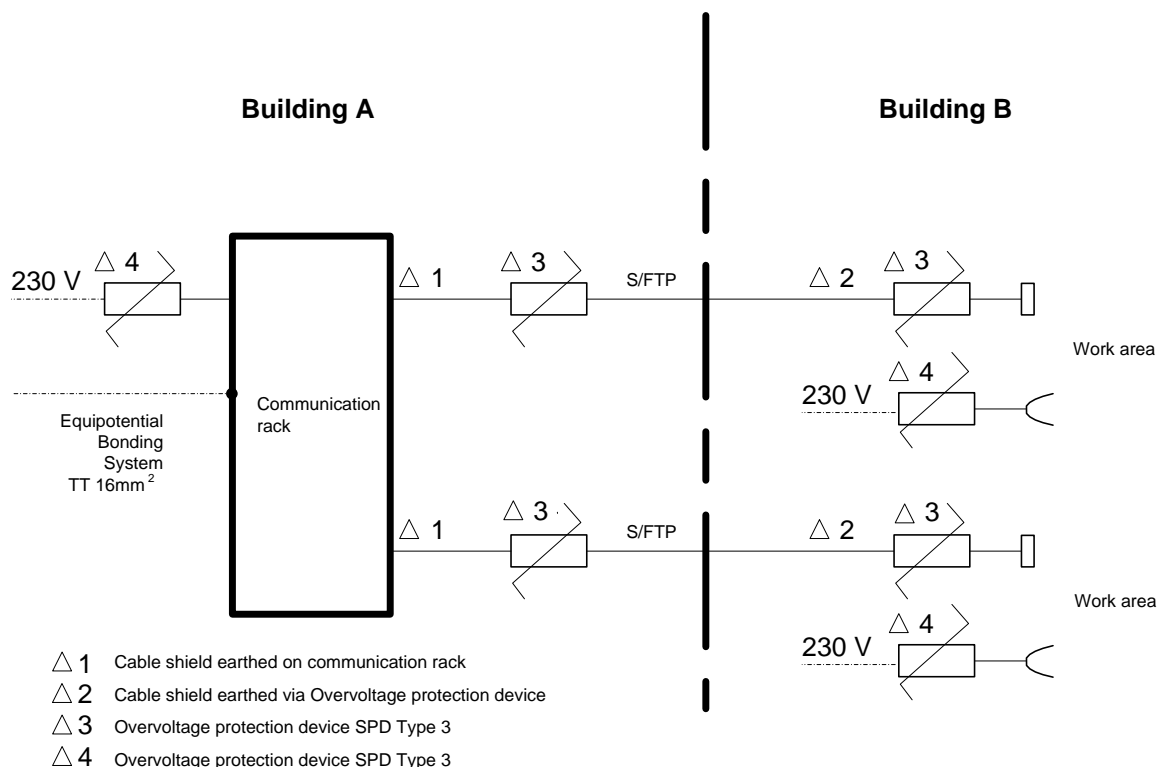 Building A
Building B
△ 4
230 V
△ 1
△ 3
S/FTP
△ 2
△ 3
Work area
△ 4
230 V
Communication
rack
Equipotential
Bonding
System
TT 16mm²
△ 1
△ 3
S/FTP
△ 2
△ 3
Work area
△ 4
230 V
△ 1 Cable shield earthed on communication rack
△ 2 Cable shield earthed via Overvoltage protection device
△ 3 Overvoltage protection device SPD Type 3
△ 4 Overvoltage protection device SPD Type 3